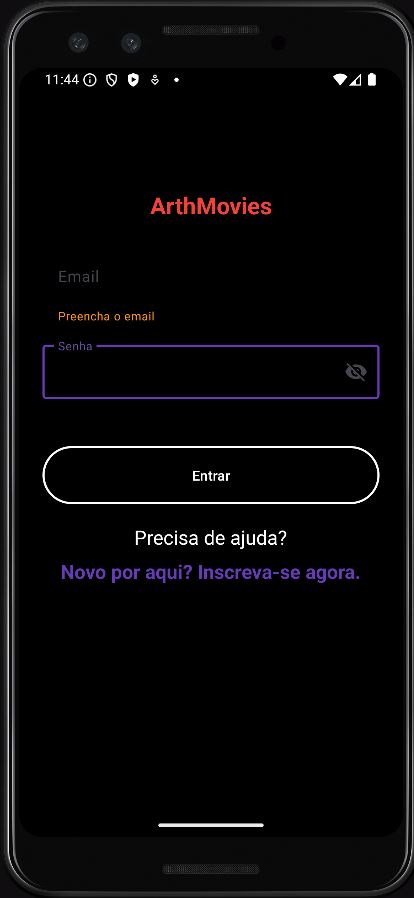 11:44
ArthMovies
Email
Preencha o email
Senha
Entrar
Precisa de ajuda?
Novo por aqui? Inscreva-se agora.